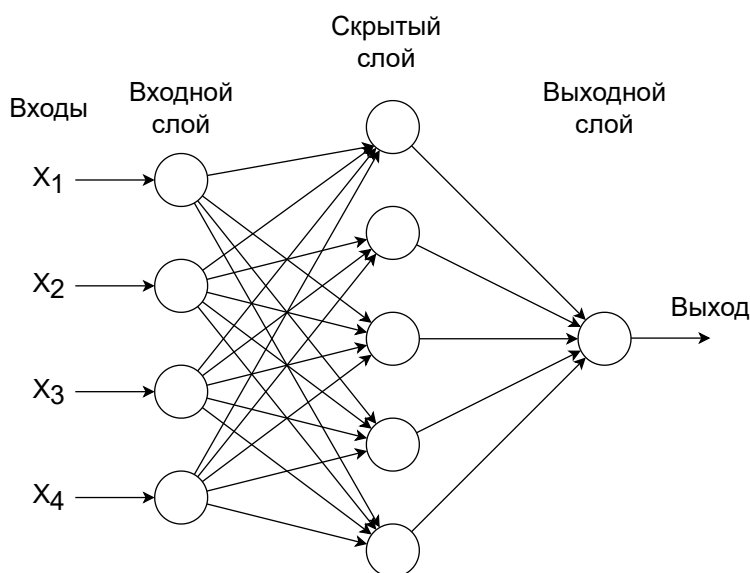 Скрытый
слой
Входы
Входной
слой
Выходной
слой
X1
X2
X3
X4
Выход